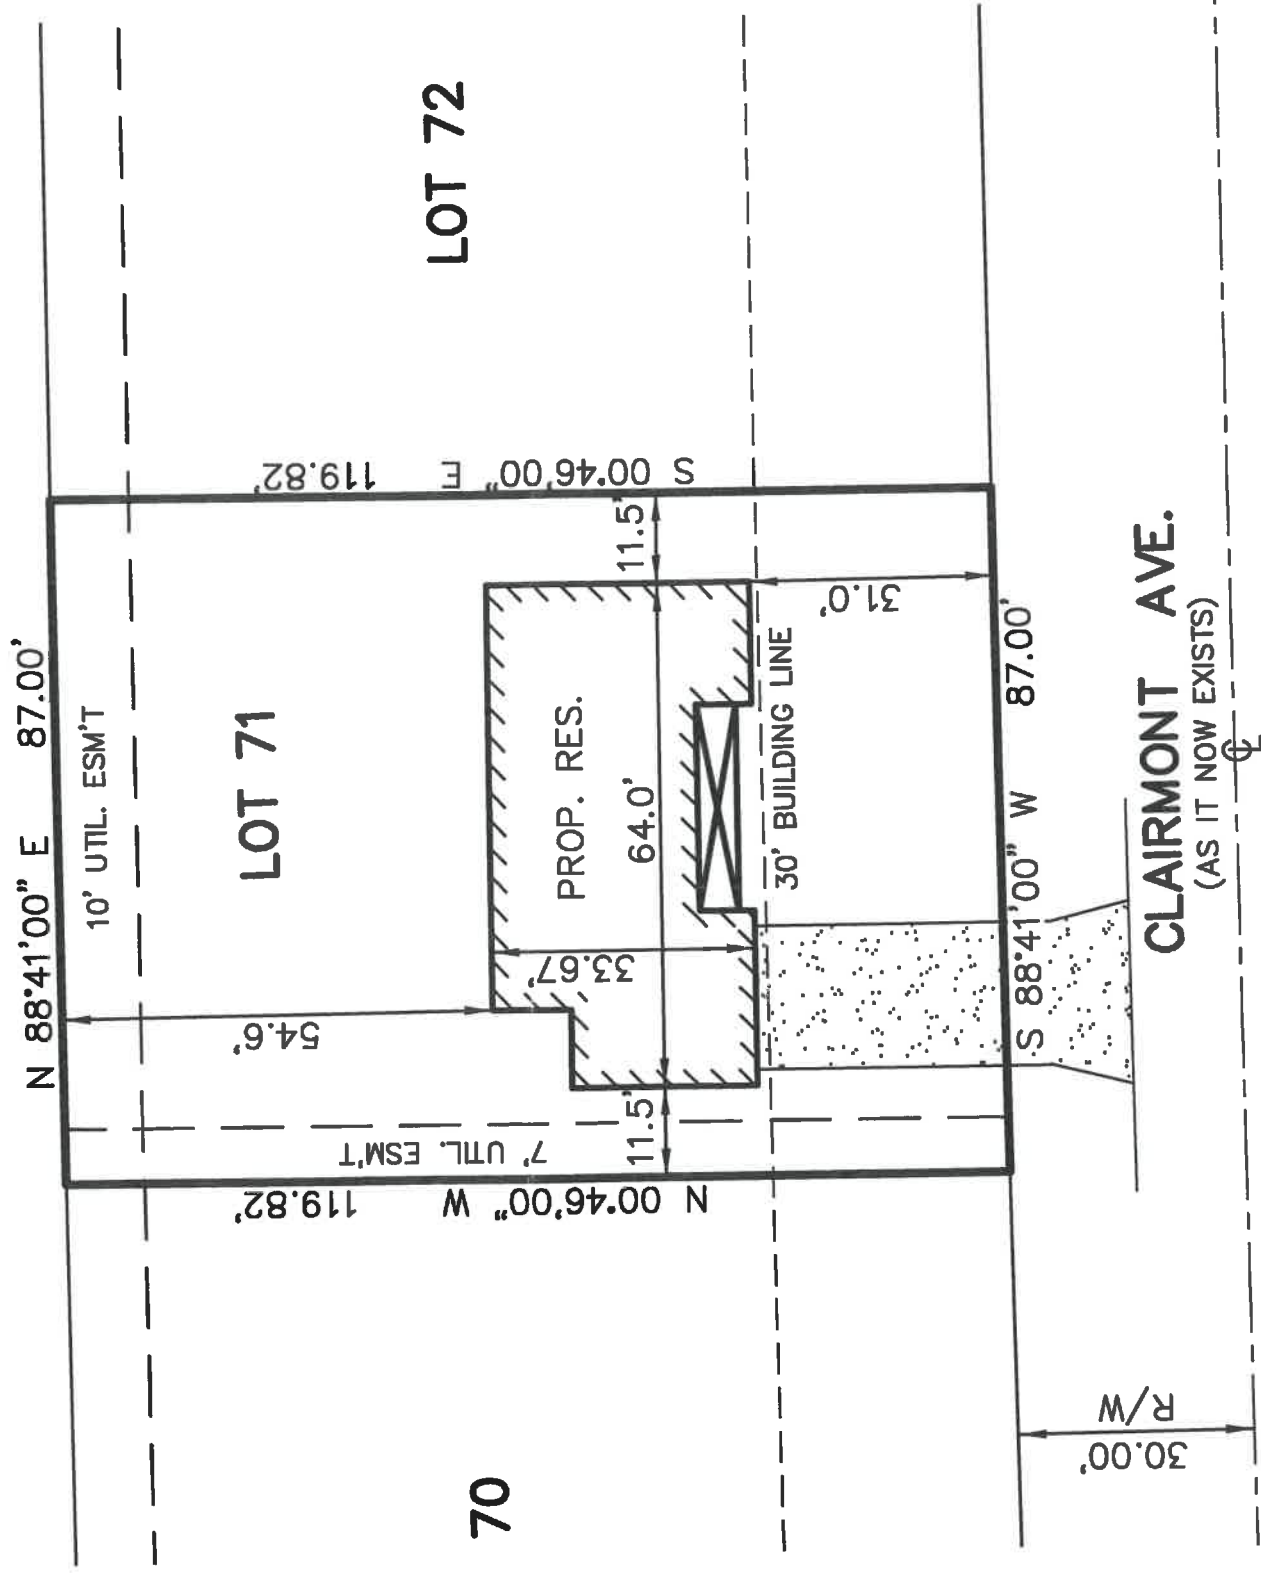 N 88°41'00" E 87.00'
10' UTIL. ESM'T
54.6'
LOT 71
70
LOT 72
N 00°46'00" W 119.82'
7' UTIL. ESM'T
S 00°46'00" E 119.82'
PROP. RES.
33.67'
64.0'
11.5'
11.5'
30' BUILDING LINE
31.0'
S 88°41'00" W 87.00'
30.00'
R/W
CLAIRMONT AVE.
(AS IT NOW EXISTS)
CL